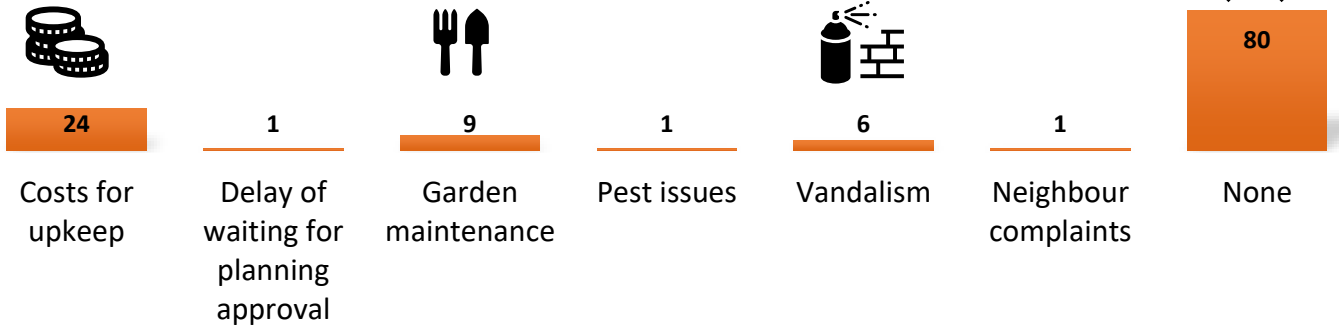 80
24
1
9
1
6
1
Costs for
upkeep
Delay of
waiting for
planning
approval
Garden
maintenance
Pest issues
Vandalism
Neighbour
complaints
None